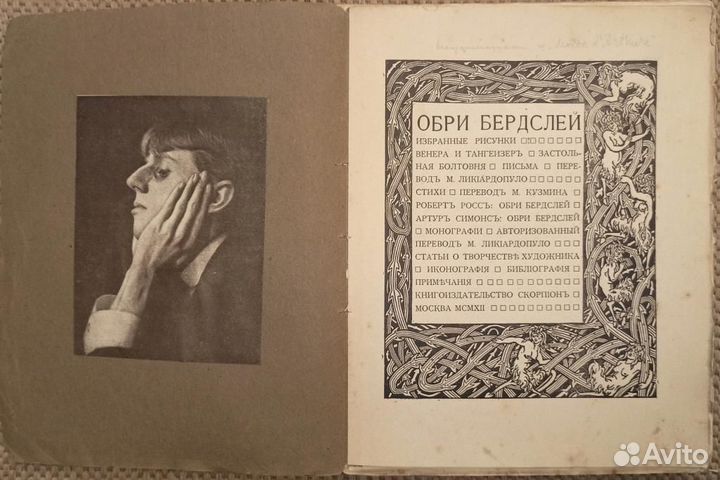 ОБРИ БЕРДСЛЕЙ
ИЗБРАННЫЕ РИСУНКИ
ВЕНЕРА И ТАНГЕЙЗЕРЪ □ ЗАСТОЛЬ-
НАЯ БОЛТОВНЯ □ ПИСЬМА □ ПЕРЕ-
ВОДЪ М. ЛИКІАРДОПУЛО □□□□□
СТИХИ □ ПЕРЕВОДЪ М. КУЗМИНА
РОБЕРТЪ РОССЪ: ОБРИ БЕРДСЛЕЙ □
АРТУРЪ СИМОНСЪ: ОБРИ БЕРДСЛЕЙ
□ МОНОГРАФІИ □ АВТОРИЗОВАННЫЙ
ПЕРЕВОДЪ М. ЛИКІАРДОПУЛО □□□
СТАТЬИ О ТВОРЧЕСТВѢ ХУДОЖНИКА
□ ИКОНОГРАФІЯ □ БИБЛІОГРАФІЯ □
ПРИМѢЧАНІЯ □□□□□□□□□□
КНИГОИЗДАТЕЛЬСТВО СКОРПІОНЪ □
МОСКВА MCMXII □□□□□□□□□
Avito